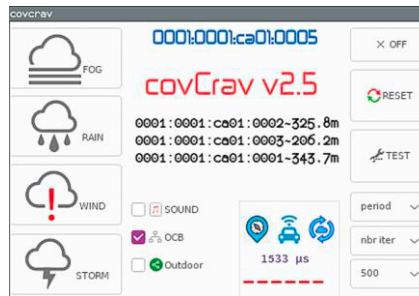 covcrav
0001:0001:ca01:0005
× OFF
FOG
covCrav v2.5
RESET
RAIN
0001:0001:ca01:0002~325.8m
0001:0001:ca01:0003~206.2m
0001:0001:ca01:0001~343.7m
TEST
WIND
SOUND
OCB
Outdoor
1533 µs
period
nbr iter
500
STORM